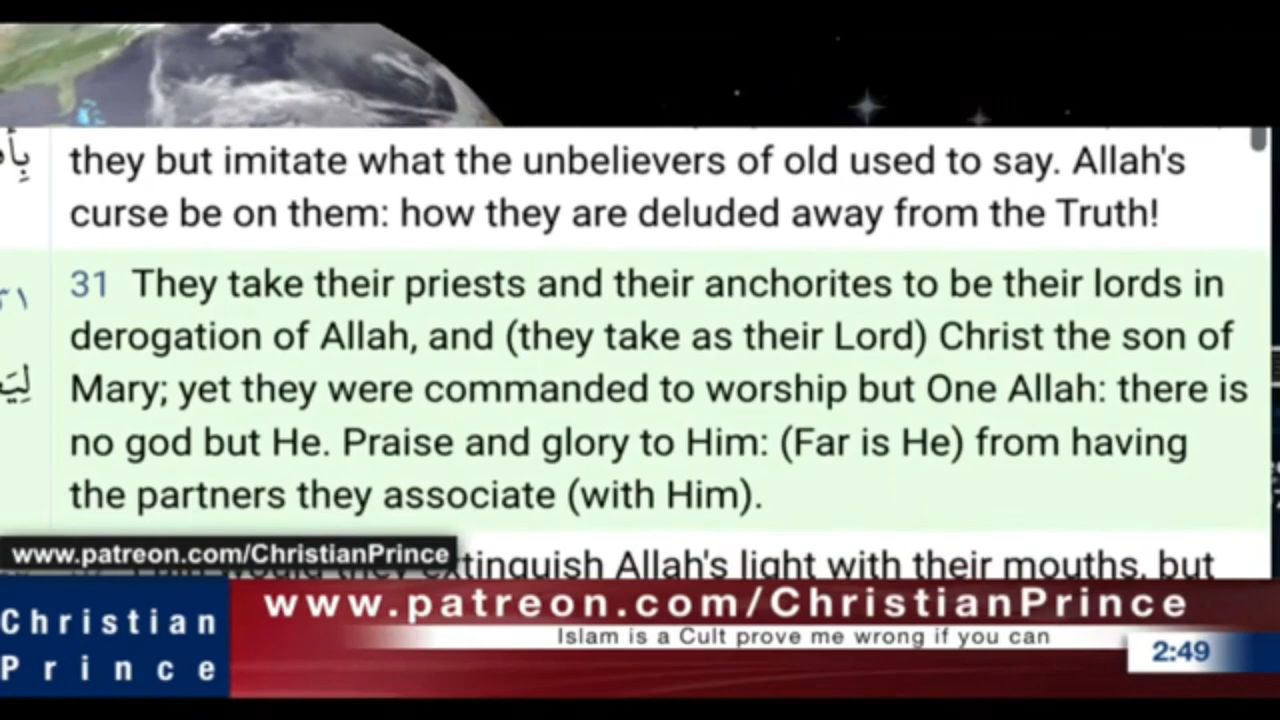 they but imitate what the unbelievers of old used to say. Allah's
curse be on them: how they are deluded away from the Truth!
31 They take their priests and their anchorites to be their lords in
derogation of Allah, and (they take as their Lord) Christ the son of
Mary; yet they were commanded to worship but One Allah: there is
no god but He. Praise and glory to Him: (Far is He) from having
the partners they associate (with Him).
www.patreon.com/ChristianPrince
would they extinguish Allah's light with their mouths, but
www.patreon.com/ChristianPrince
Islam is a Cult prove me wrong if you can
Christian
Prince
2:49